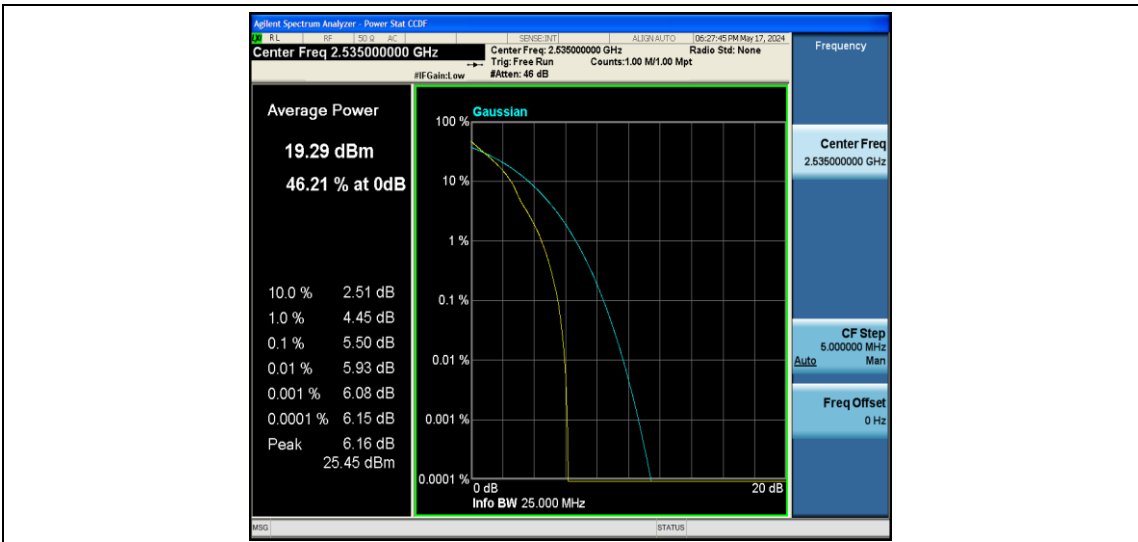 Agilent Spectrum Analyzer - Power Stat CCDF
RL RF 50 Ω AC SENSE:INT ALIGN AUTO 06:27:45 PM May 17, 2024
Center Freq 2.535000000 GHz
Center Freq: 2.535000000 GHz Radio Std: None
Trig: Free Run Counts:1.00 M/1.00 Mpt
#IFGain:Low #Atten: 46 dB
Frequency
Average Power
19.29 dBm
46.21 % at 0dB
10.0 % 2.51 dB
1.0 % 4.45 dB
0.1 % 5.50 dB
0.01 % 5.93 dB
0.001 % 6.08 dB
0.0001 % 6.15 dB
Peak 6.16 dB
25.45 dBm
Gaussian
100 %
10 %
1 %
0.1 %
0.01 %
0.001 %
0.0001 %
0 dB 20 dB
Info BW 25.000 MHz
Center Freq
2.535000000 GHz
CF Step
5.000000 MHz
Auto Man
Freq Offset
0 Hz
MSG STATUS